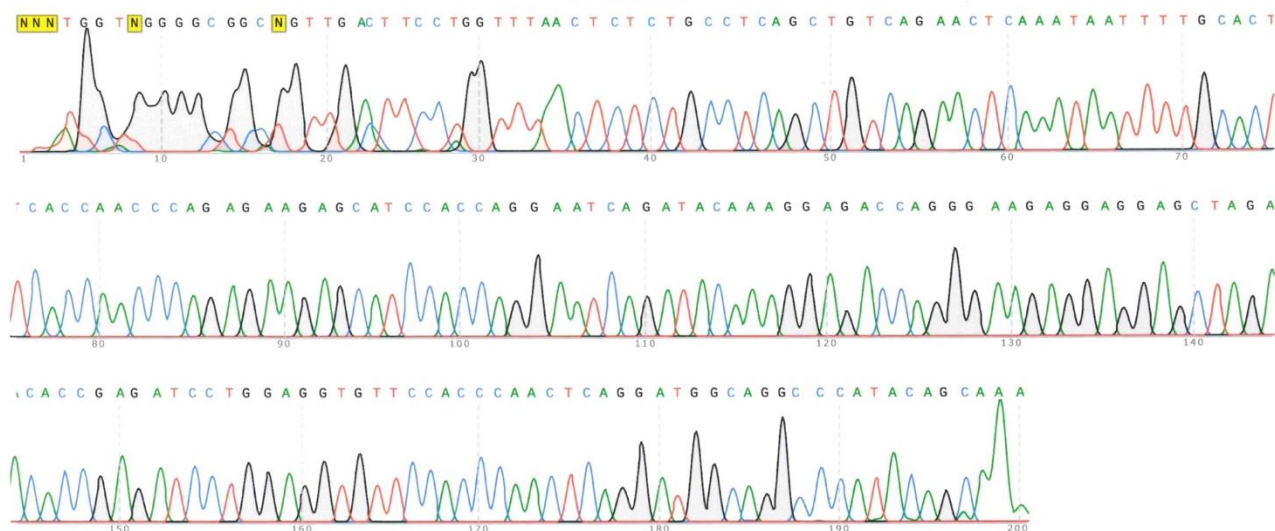 NNNTGGTNGGGGCGGCNGTTGACTTCCTGGTTTAACTCTCTGCCTCAGCTGTCAGAACTCAAATAATTTTGCACT
1 10 20 30 40 50 60 70
TCACCAACCCAGAGAAGAGCATCCACCAGGAATCAGATACAAAGGAGACCAGGGAAGAGGAGGAGCTAGA
80 90 100 110 120 130 140
CACCGAGATCCTGGAGGTGTTCCACCCAACTCAGGATGGCAGGCCCATACAGCAAA
150 160 170 180 190 200